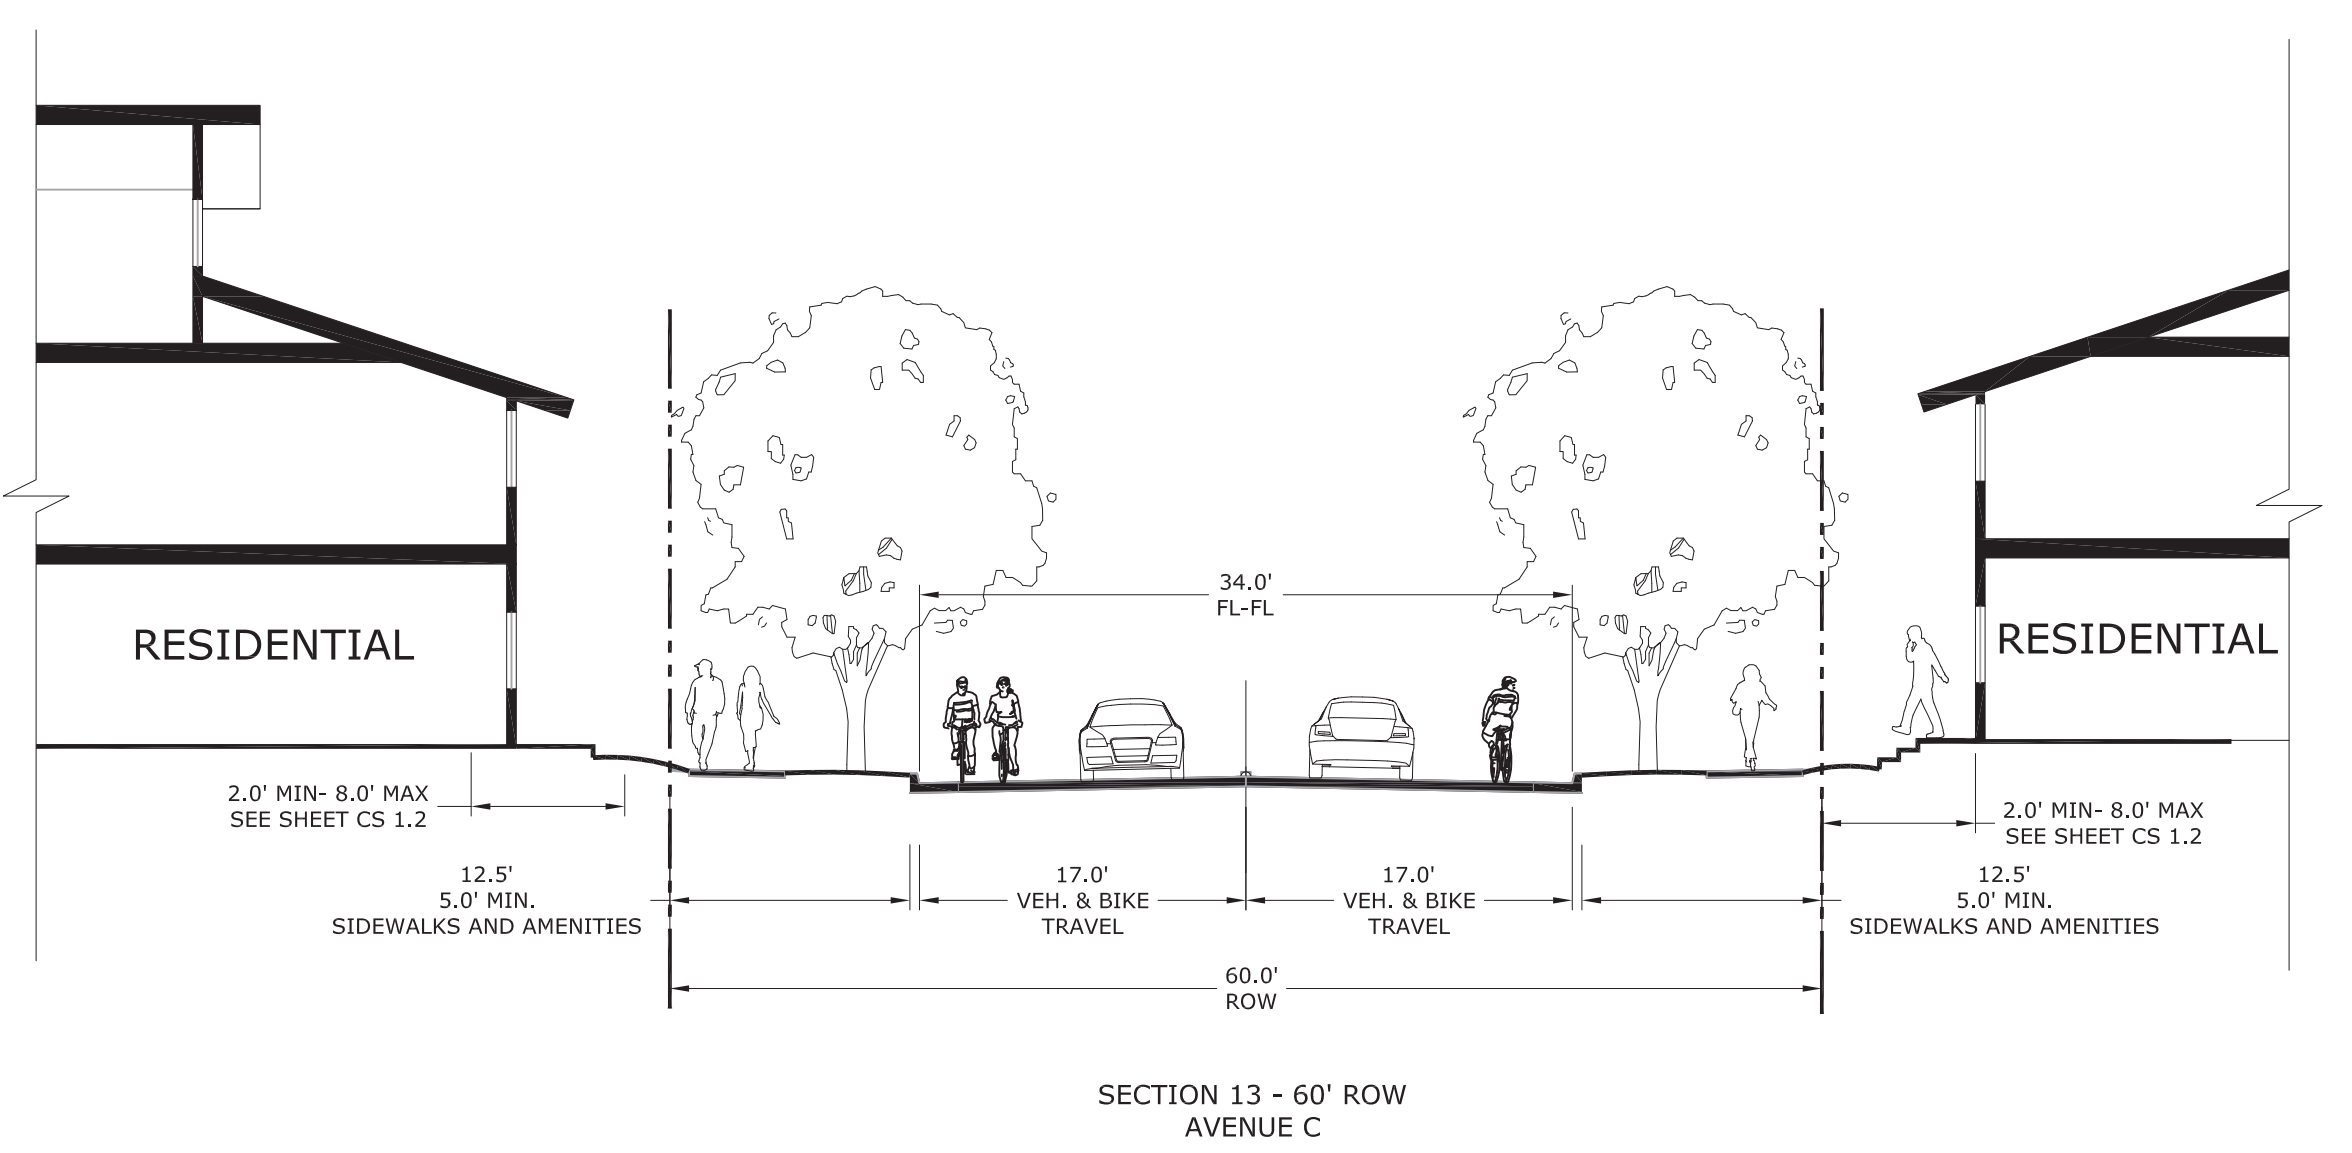 34.0'
FL-FL
RESIDENTIAL
RESIDENTIAL
2.0' MIN- 8.0' MAX
SEE SHEET CS 1.2
2.0' MIN- 8.0' MAX
SEE SHEET CS 1.2
12.5'
5.0' MIN.
SIDEWALKS AND AMENITIES
17.0'
VEH. & BIKE
TRAVEL
17.0'
VEH. & BIKE
TRAVEL
12.5'
5.0' MIN.
SIDEWALKS AND AMENITIES
60.0'
ROW
SECTION 13 - 60' ROW
AVENUE C